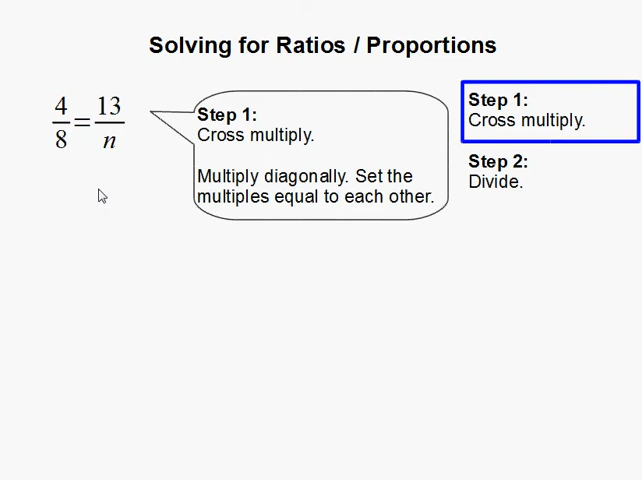 Solving for Ratios / Proportions
4/8 = 13/n
Step 1:
Cross multiply.
Multiply diagonally. Set the
multiples equal to each other.
Step 1:
Cross multiply.
Step 2:
Divide.